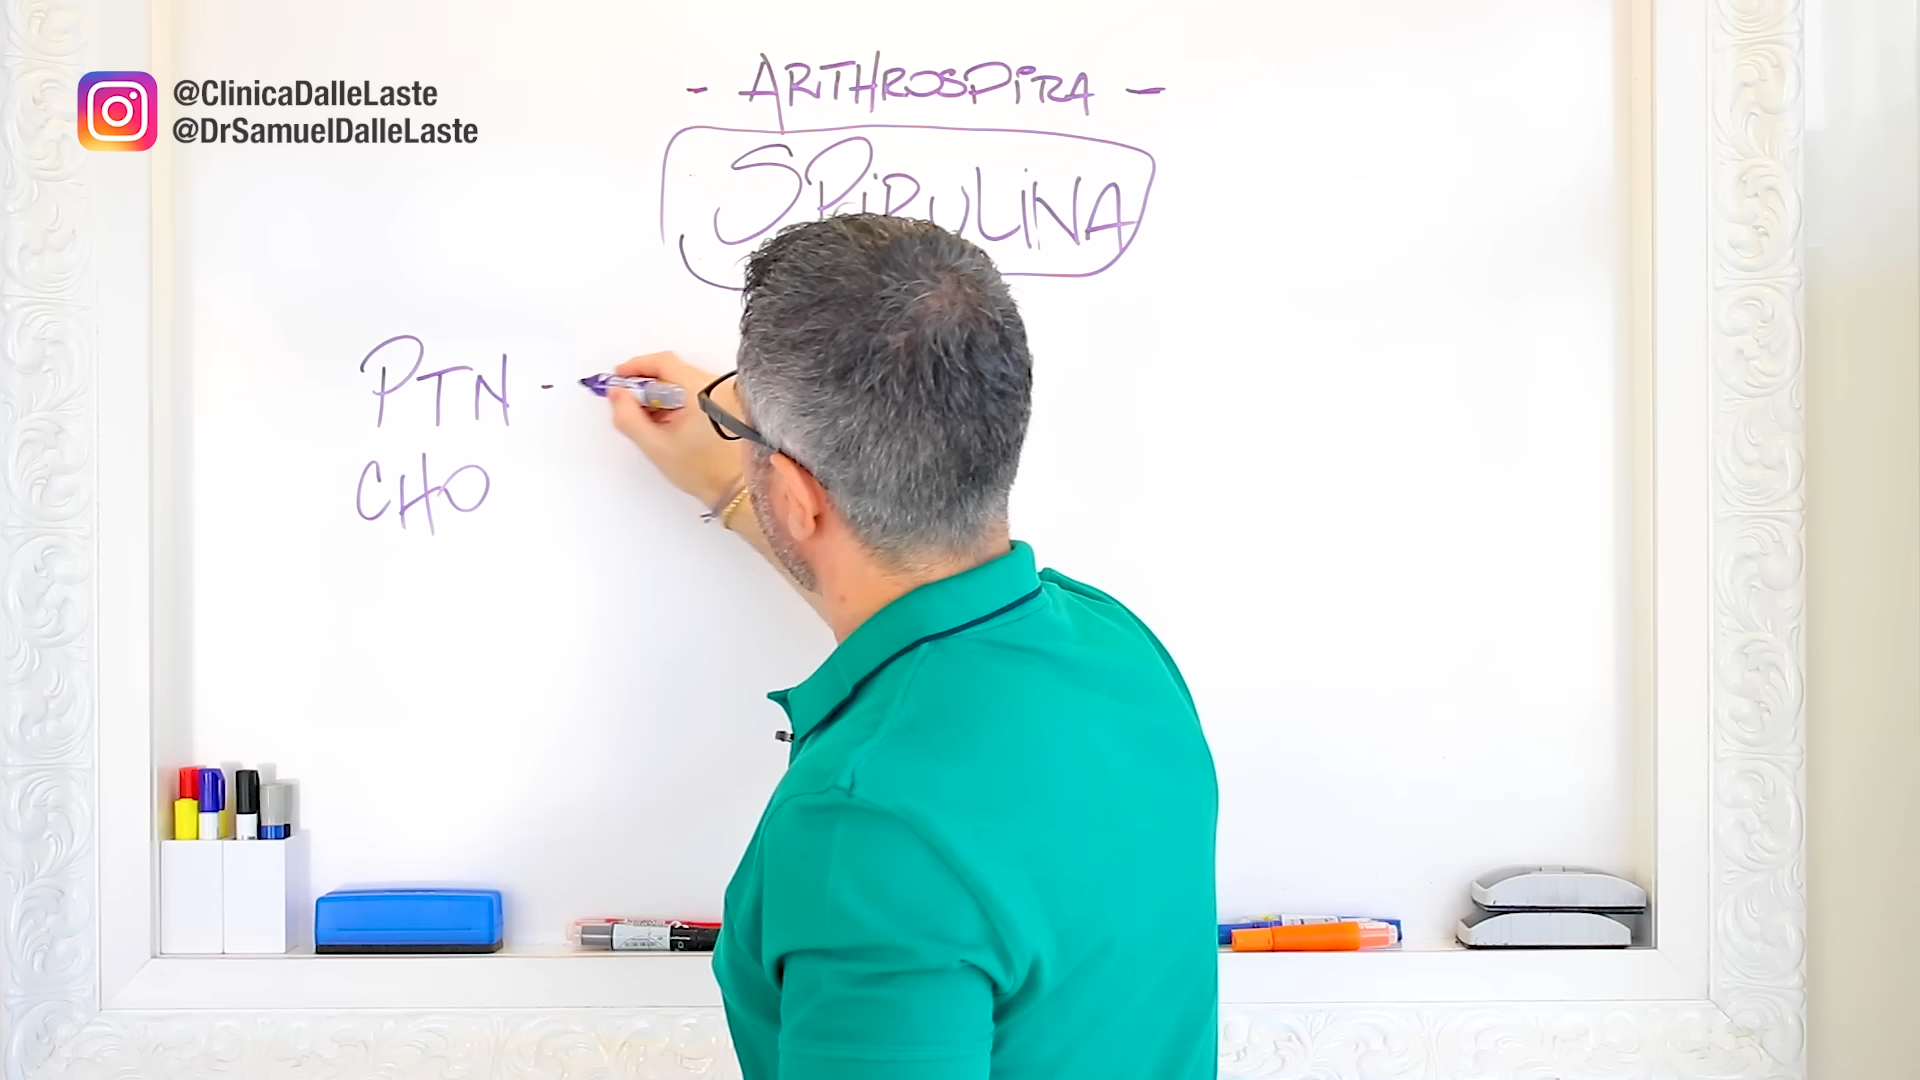 @ClinicaDalleLaste
@DrSamuelDalleLaste
- ARTHROSPIRA -
SPIRULINA
PTN -
CHO